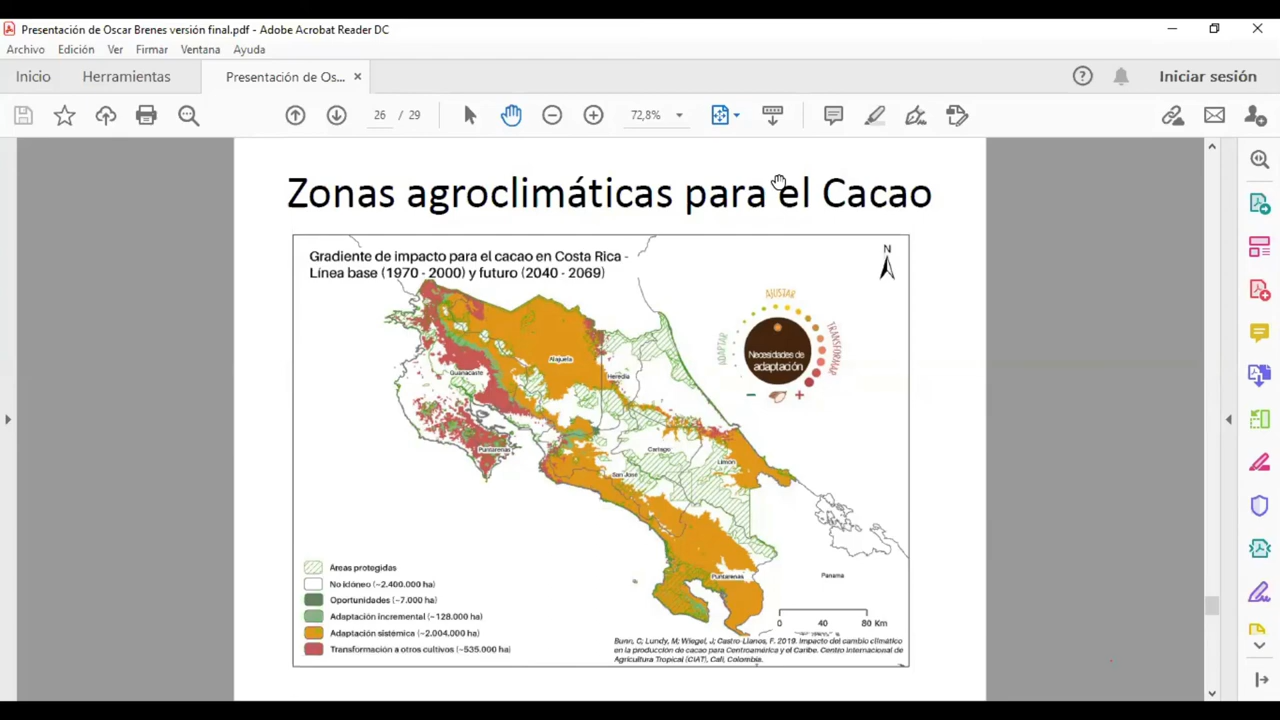 Presentación de Oscar Brenes versión final.pdf - Adobe Acrobat Reader DC
Archivo Edición Ver Firmar Ventana Ayuda
Inicio Herramientas Presentación de Os... Iniciar sesión
26 / 29 72,8%
Zonas agroclimáticas para el Cacao
Gradiente de impacto para el cacao en Costa Rica -
Línea base (1970 - 2000) y futuro (2040 - 2069)
N
AJUSTAR
ADAPTAR
TRANSFORMAR
Necesidades de
adaptación
Alajuela
Guanacaste
Heredia
Puntarenas
Cartago
Limon
San José
Puntarenas
Panama
Areas protegidas
No idóneo (~2.400.000 ha)
Oportunidades (~7.000 ha)
Adaptación incremental (~128.000 ha)
Adaptación sistémica (~2.004.000 ha)
Transformación a otros cultivos (~535.000 ha)
0 40 80 Km
Bunn, C; Lundy, M; Wiegel, J; Castro-Llanos, F. 2019. Impacto del cambio climático
en la producción de cacao para Centroamérica y el Caribe. Centro Internacional de
Agricultura Tropical (CIAT), Cali, Colombia.